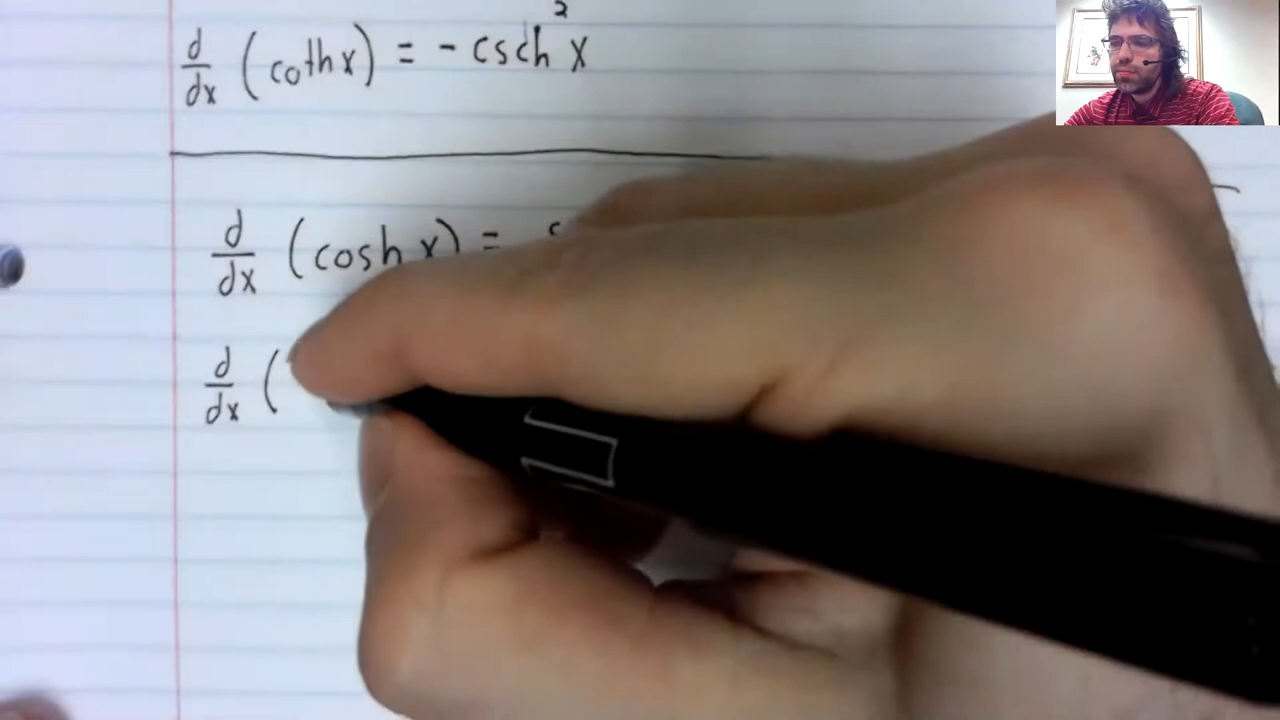 d/dx (coth x) = - csch² x
d/dx (cosh x) =
d/dx (